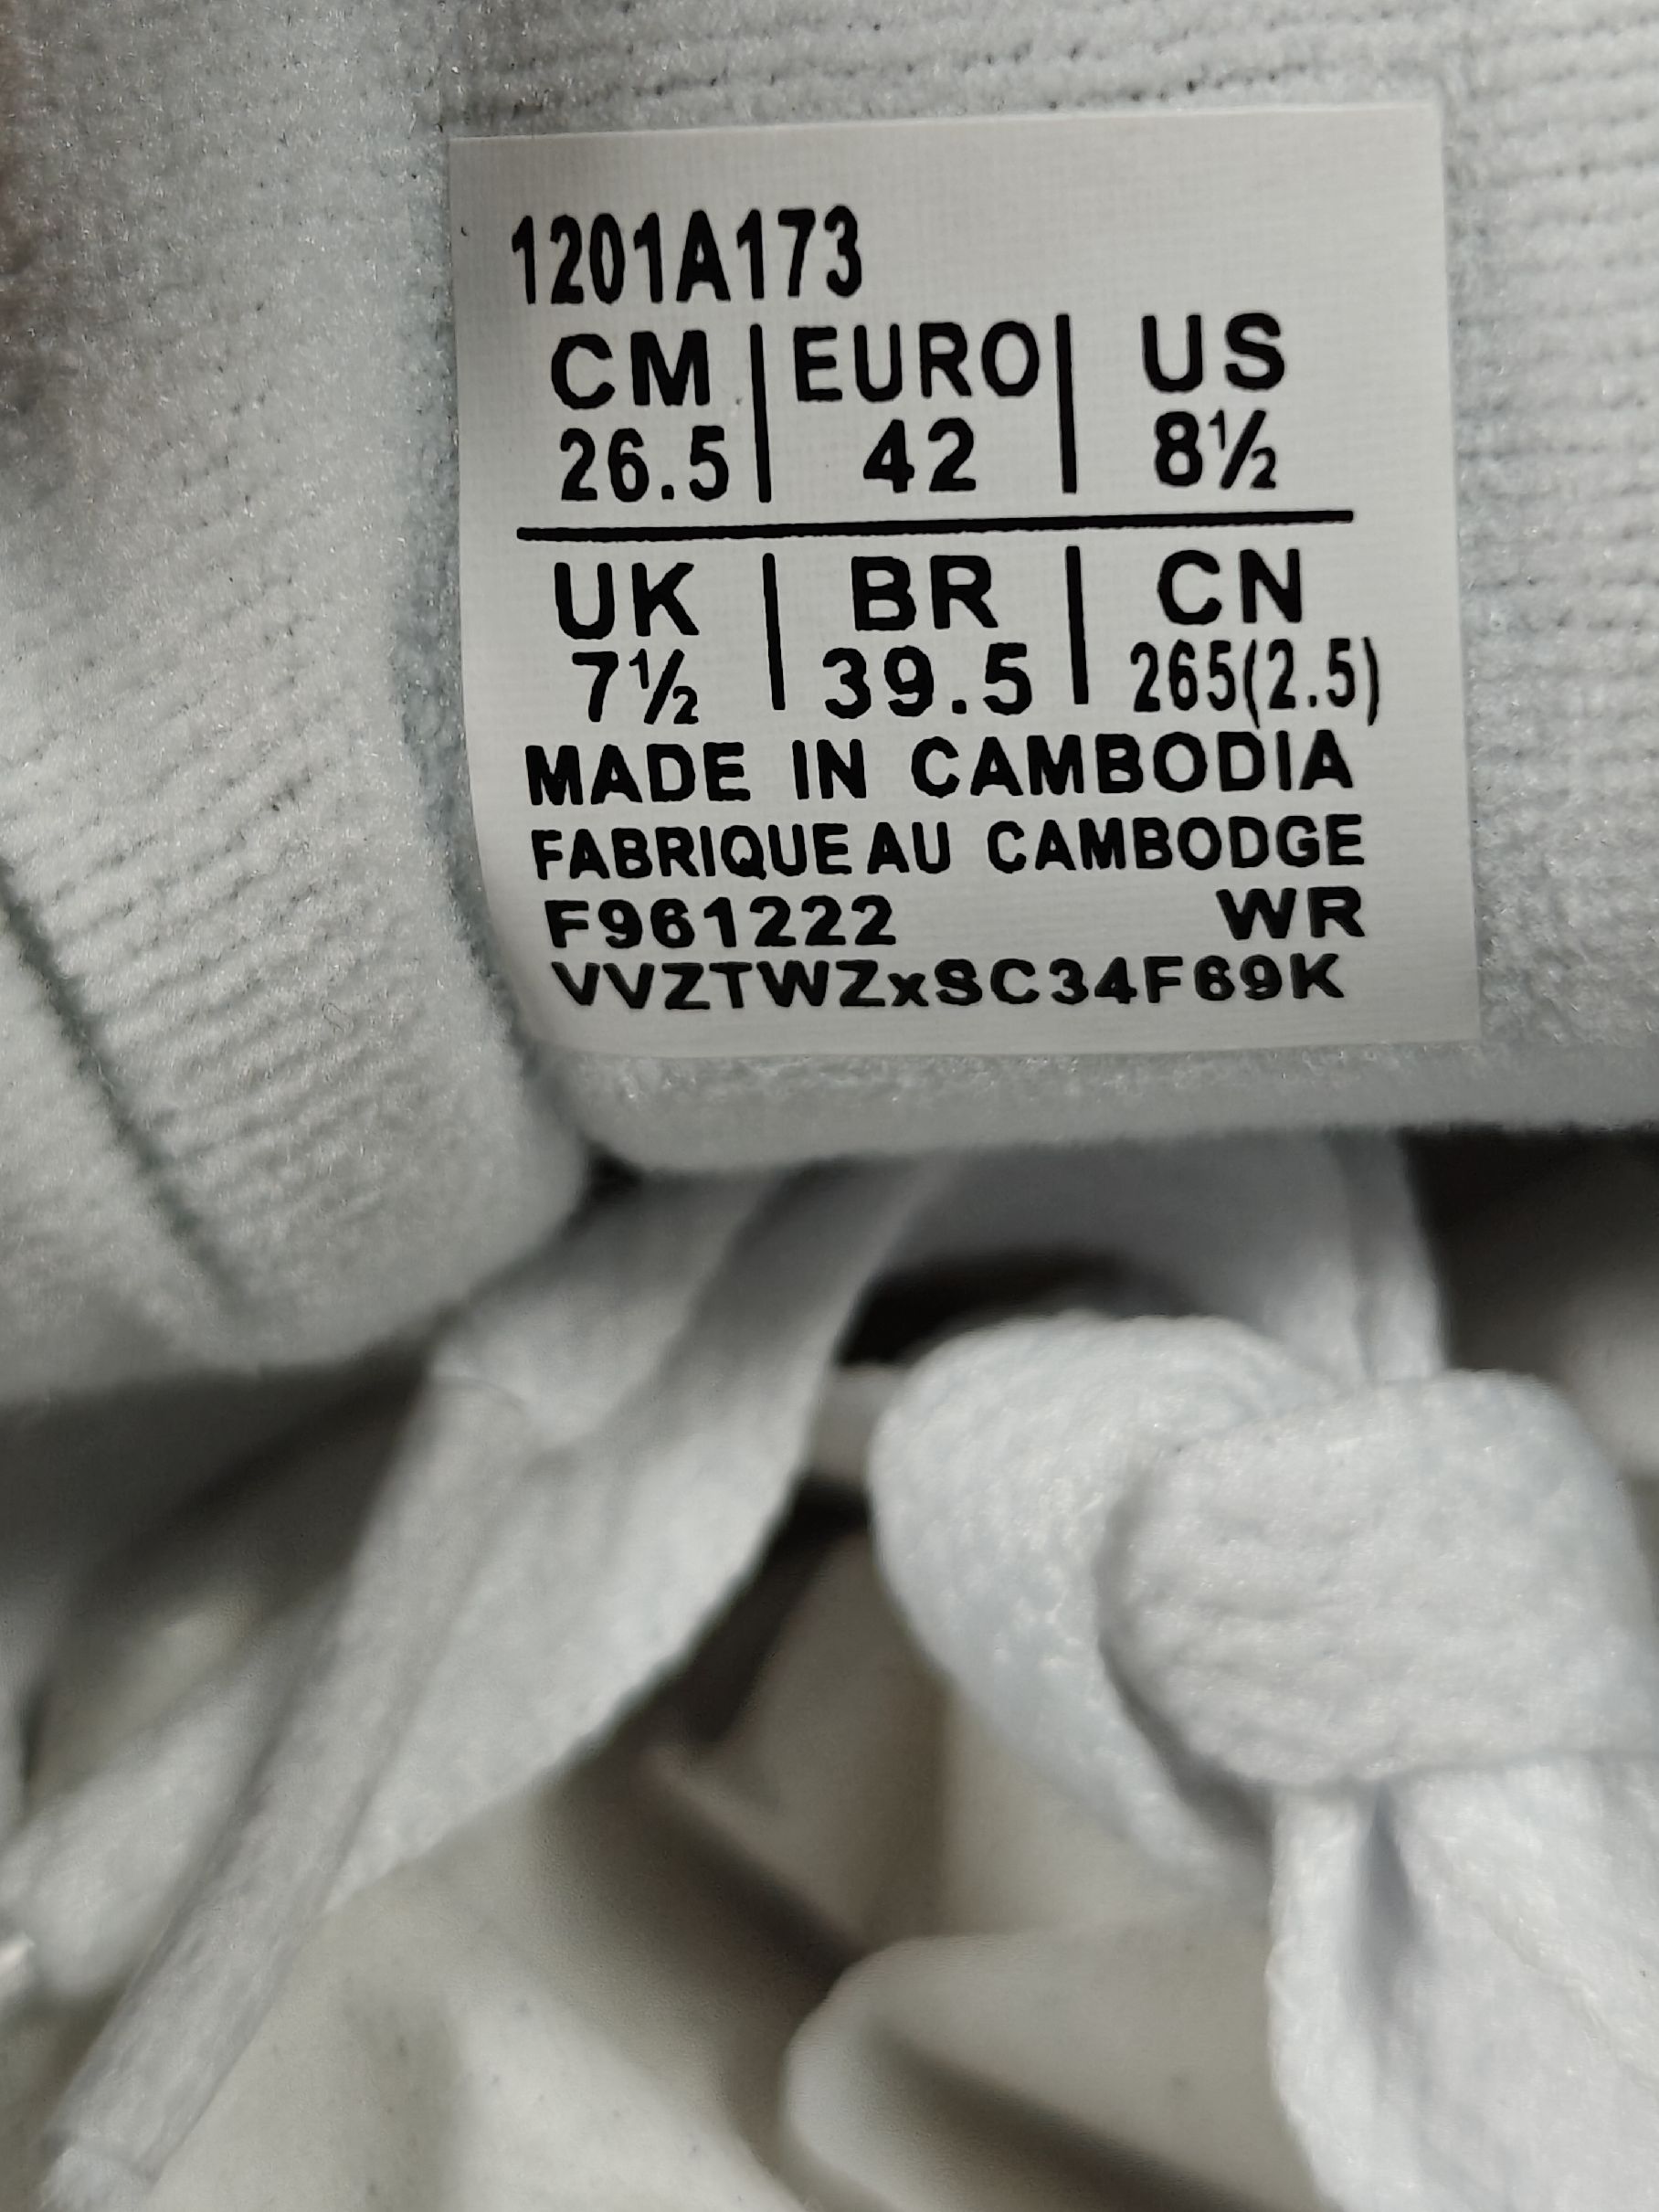 1201A173
CM | EURO | US
26.5 | 42 | 8½
UK | BR | CN
7½ | 39.5 | 265(2.5)
MADE IN CAMBODIA
FABRIQUE AU CAMBODGE
F961222 WR
VVZTWZxSC34F69K